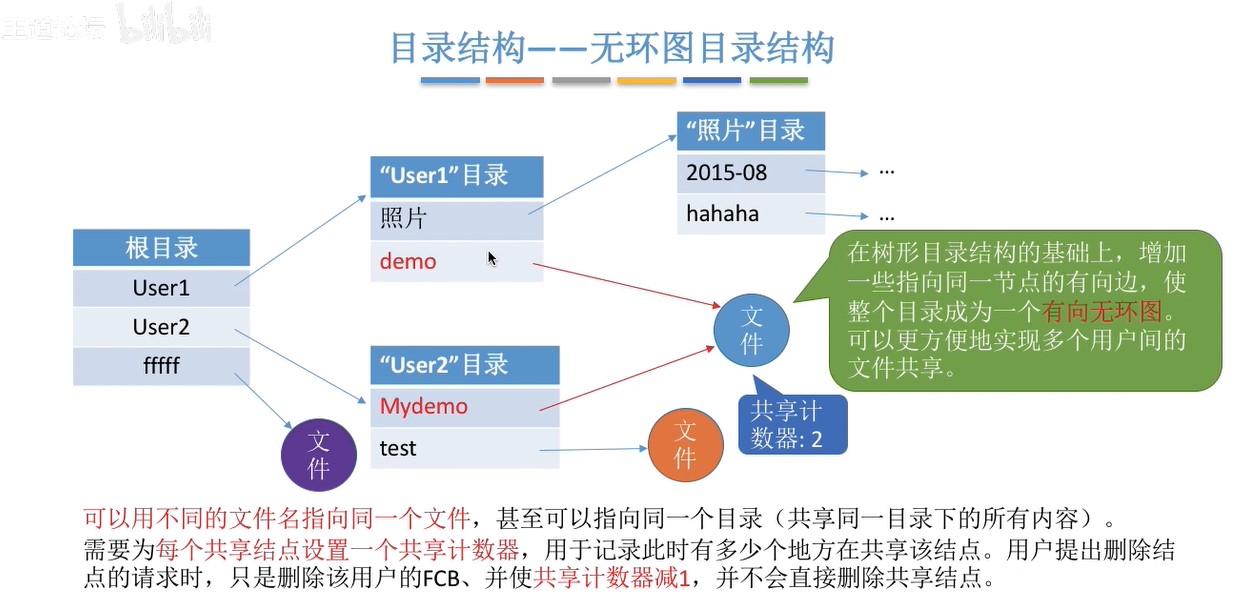 王道论坛 bilibili
目录结构——无环图目录结构
“照片”目录
2015-08
...
hahaha
...
“User1”目录
照片
demo
根目录
User1
User2
fffff
“User2”目录
Mydemo
test
文
件
文
件
文
件
在树形目录结构的基础上，增加
一些指向同一节点的有向边，使
整个目录成为一个有向无环图。
可以更方便地实现多个用户间的
文件共享。
共享计
数器: 2
可以用不同的文件名指向同一个文件，甚至可以指向同一个目录（共享同一目录下的所有内容）。
需要为每个共享结点设置一个共享计数器，用于记录此时有多少个地方在共享该结点。用户提出删除结
点的请求时，只是删除该用户的FCB、并使共享计数器减1，并不会直接删除共享结点。